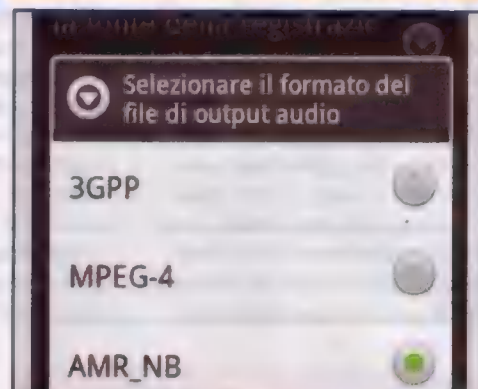 Selezionare il formato del
file di output audio
3GPP
MPEG-4
AMR_NB